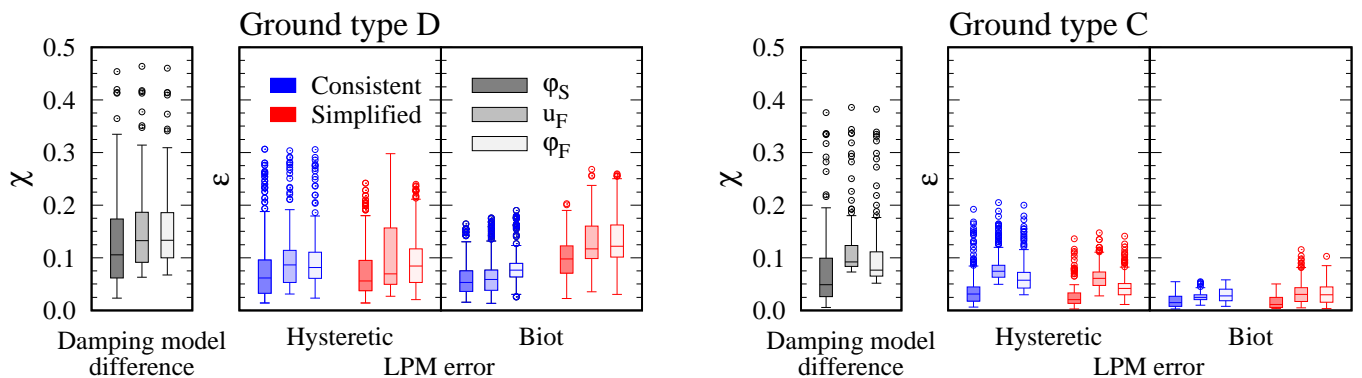 Ground type D
0.5
0.4
0.3
0.2
0.1
0.0
χ
ε
Consistent
Simplified
φS
uF
φF
Damping model
difference
Hysteretic
Biot
LPM error
Ground type C
0.5
0.4
0.3
0.2
0.1
0.0
χ
ε
Damping model
difference
Hysteretic
Biot
LPM error